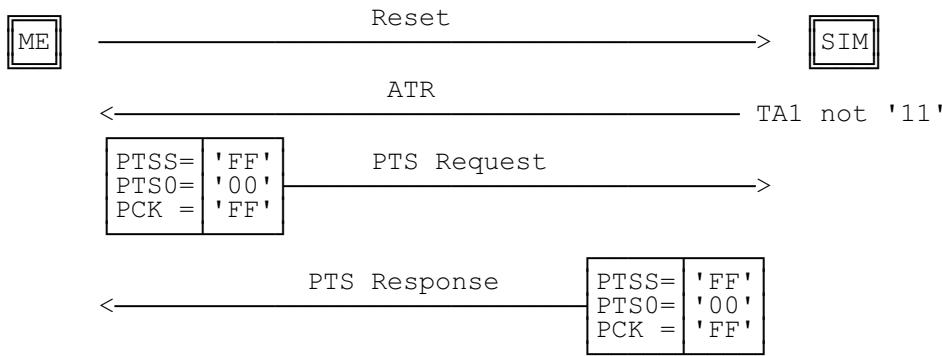 Reset
ME
SIM
ATR
TA1 not '11'
PTSS= 'FF'
PTS0= '00'
PCK = 'FF'
PTS Request
PTS Response
PTSS= 'FF'
PTS0= '00'
PCK = 'FF'